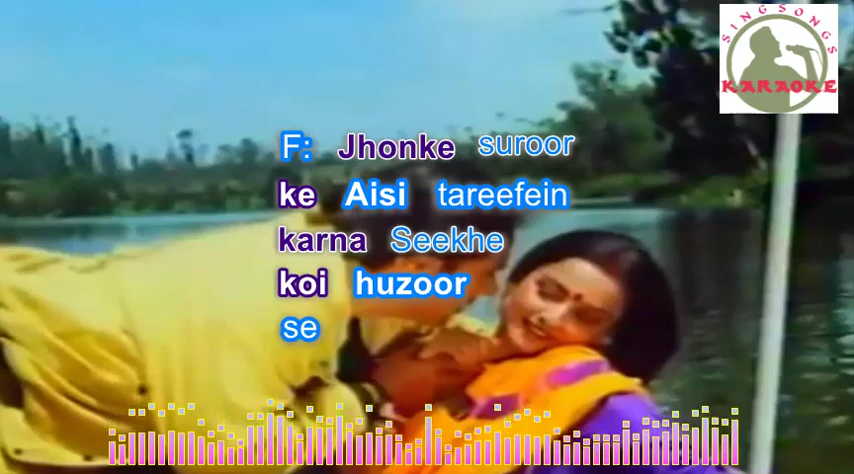 SING SONGS
KARAOKE
F: Jhonke suroor
ke Aisi tareefein
karna Seekhe
koi huzoor
se